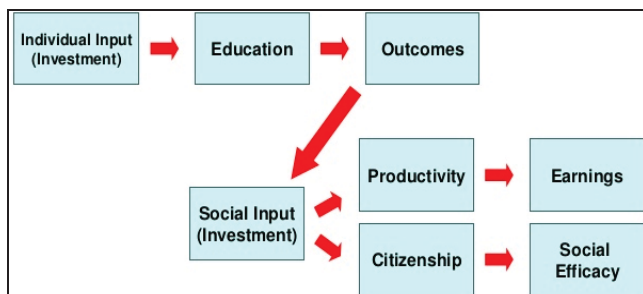 Individual Input
(Investment)
Education
Outcomes
Social Input
(Investment)
Productivity
Earnings
Citizenship
Social
Efficacy